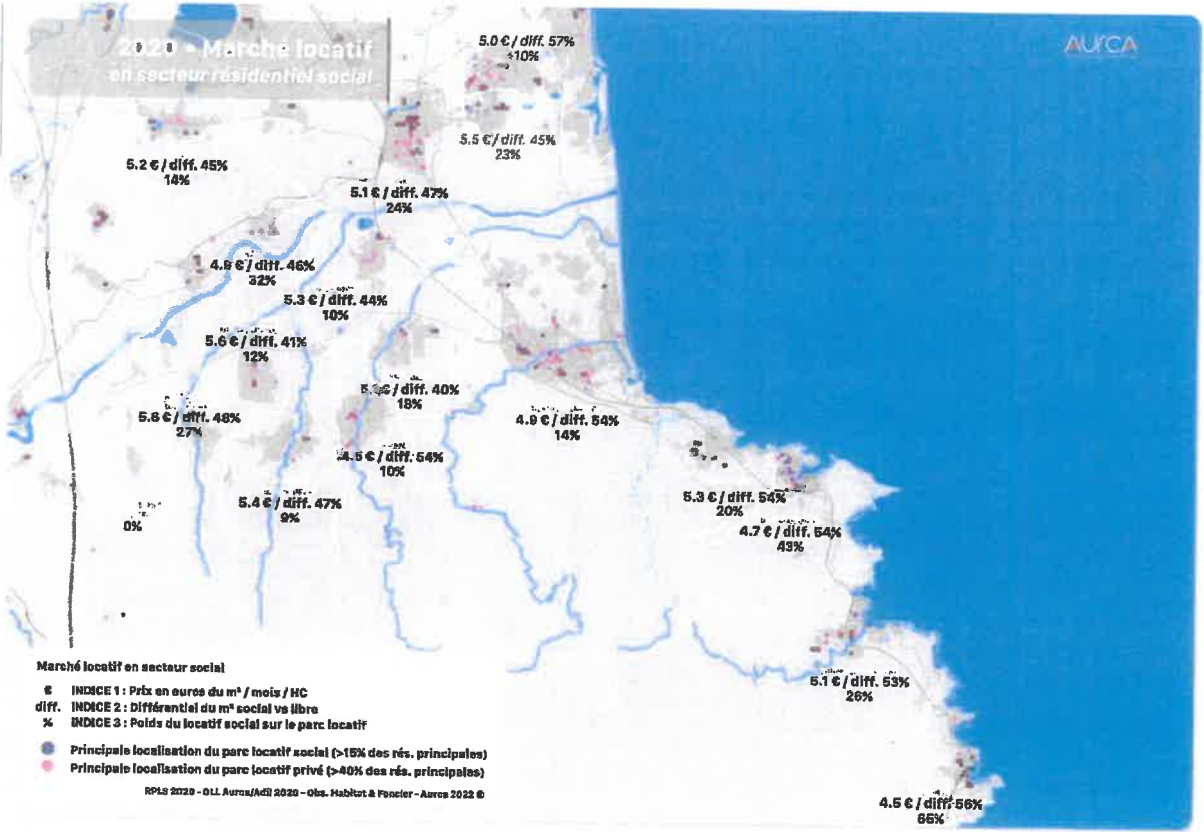 2020 • Marché locatif
en secteur résidentiel social
AURCA
5.0 € / diff. 57%
10%
5.5 € / diff. 45%
23%
5.2 € / diff. 45%
14%
5.1 € / diff. 47%
24%
4.9 € / diff. 46%
32%
5.3 € / diff. 44%
10%
5.6 € / diff. 41%
12%
/ diff. 40%
18%
5.6 € / diff. 48%
27%
4.9 € / diff. 54%
14%
4.5 € / diff. 54%
10%
5.4 € / diff. 47%
9%
0%
5.3 € / diff. 54%
20%
4.7 € / diff. 54%
43%
5.1 € / diff. 53%
26%
4.5 € / diff. 56%
65%
Marché locatif en secteur social
€ INDICE 1 : Prix en euros du m² / mois / HC
diff. INDICE 2 : Différentiel du m² social vs libre
% INDICE 3 : Poids du locatif social sur le parc locatif
Principale localisation du parc locatif social (>15% des rés. principales)
Principale localisation du parc locatif privé (>40% des rés. principales)
RPLS 2020 - OLL Aurca/Adil 2020 - Obs. Habitat & Foncier - Aurca 2022 ©